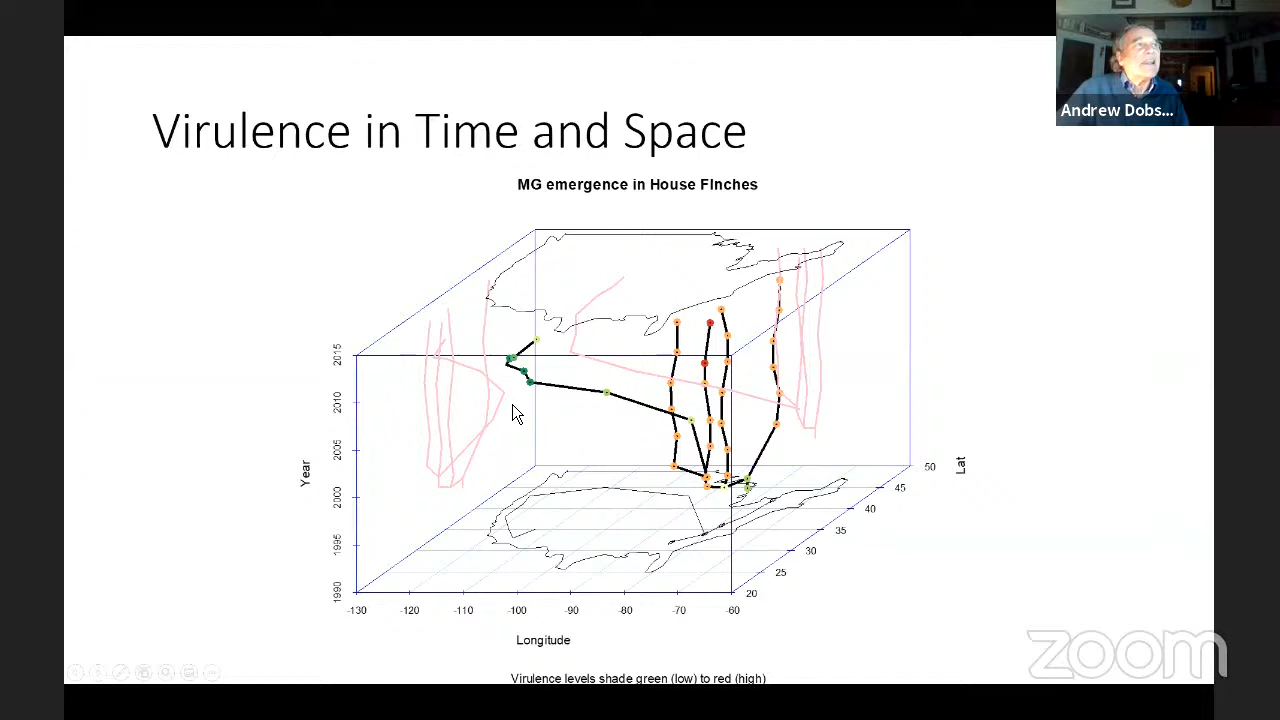 Andrew Dobs...
Virulence in Time and Space
MG emergence in House Finches
2015
2010
2005
2000
1995
1990
Year
50
45
40
35
30
25
20
Lat
-130 -120 -110 -100 -90 -80 -70 -60
Longitude
Virulence levels shade green (low) to red (high)
zoom